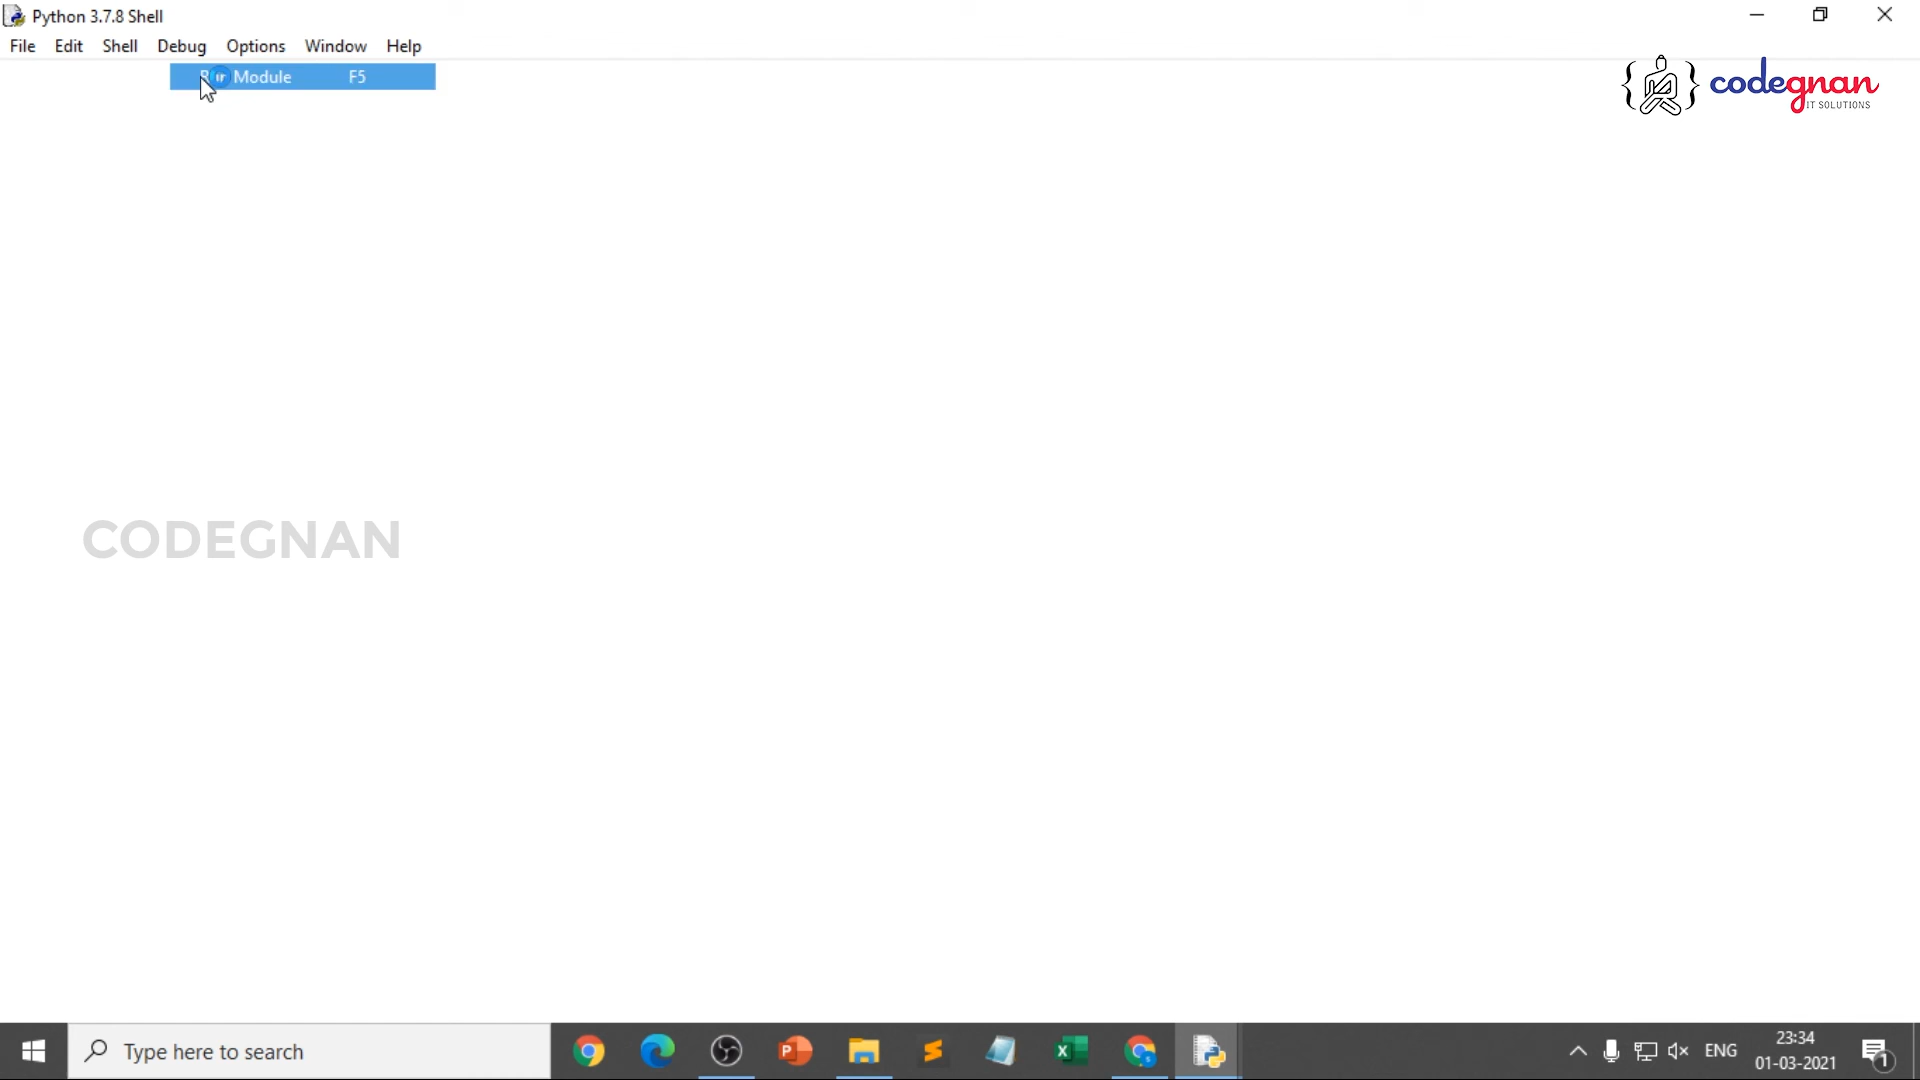 Python 3.7.8 Shell
File Edit Shell Debug Options Window Help
Module F5
codegnan
IT SOLUTIONS
CODEGNAN
Type here to search
ENG
23:34
01-03-2021
1